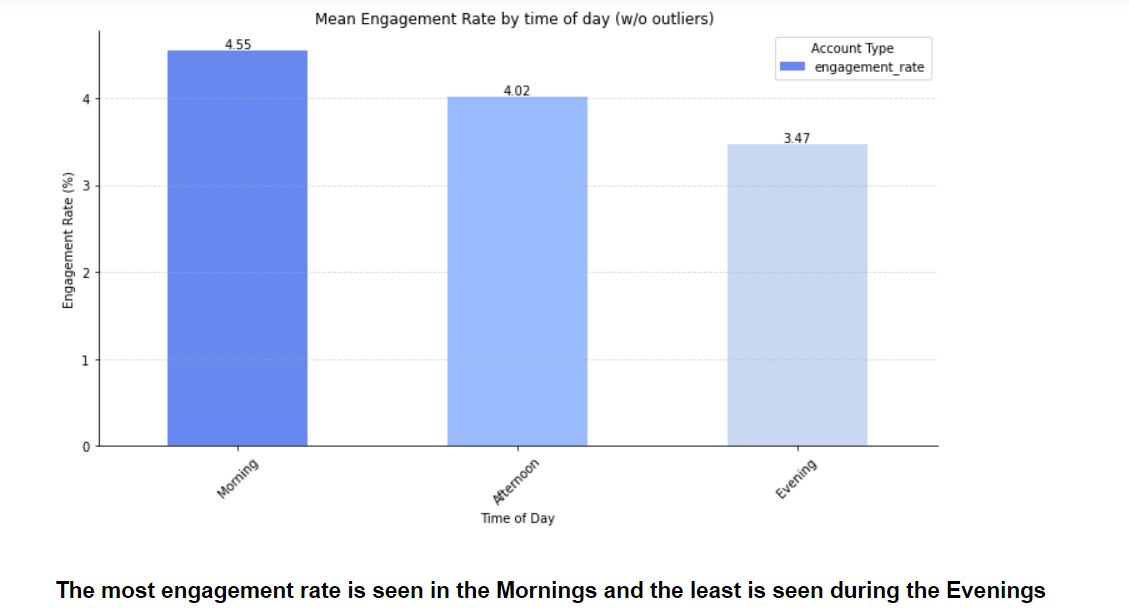 Mean Engagement Rate by time of day (w/o outliers)
4.55
Account Type
engagement_rate
4.02
3.47
4
3
2
1
0
Engagement Rate (%)
Morning
Afternoon
Evening
Time of Day
The most engagement rate is seen in the Mornings and the least is seen during the Evenings